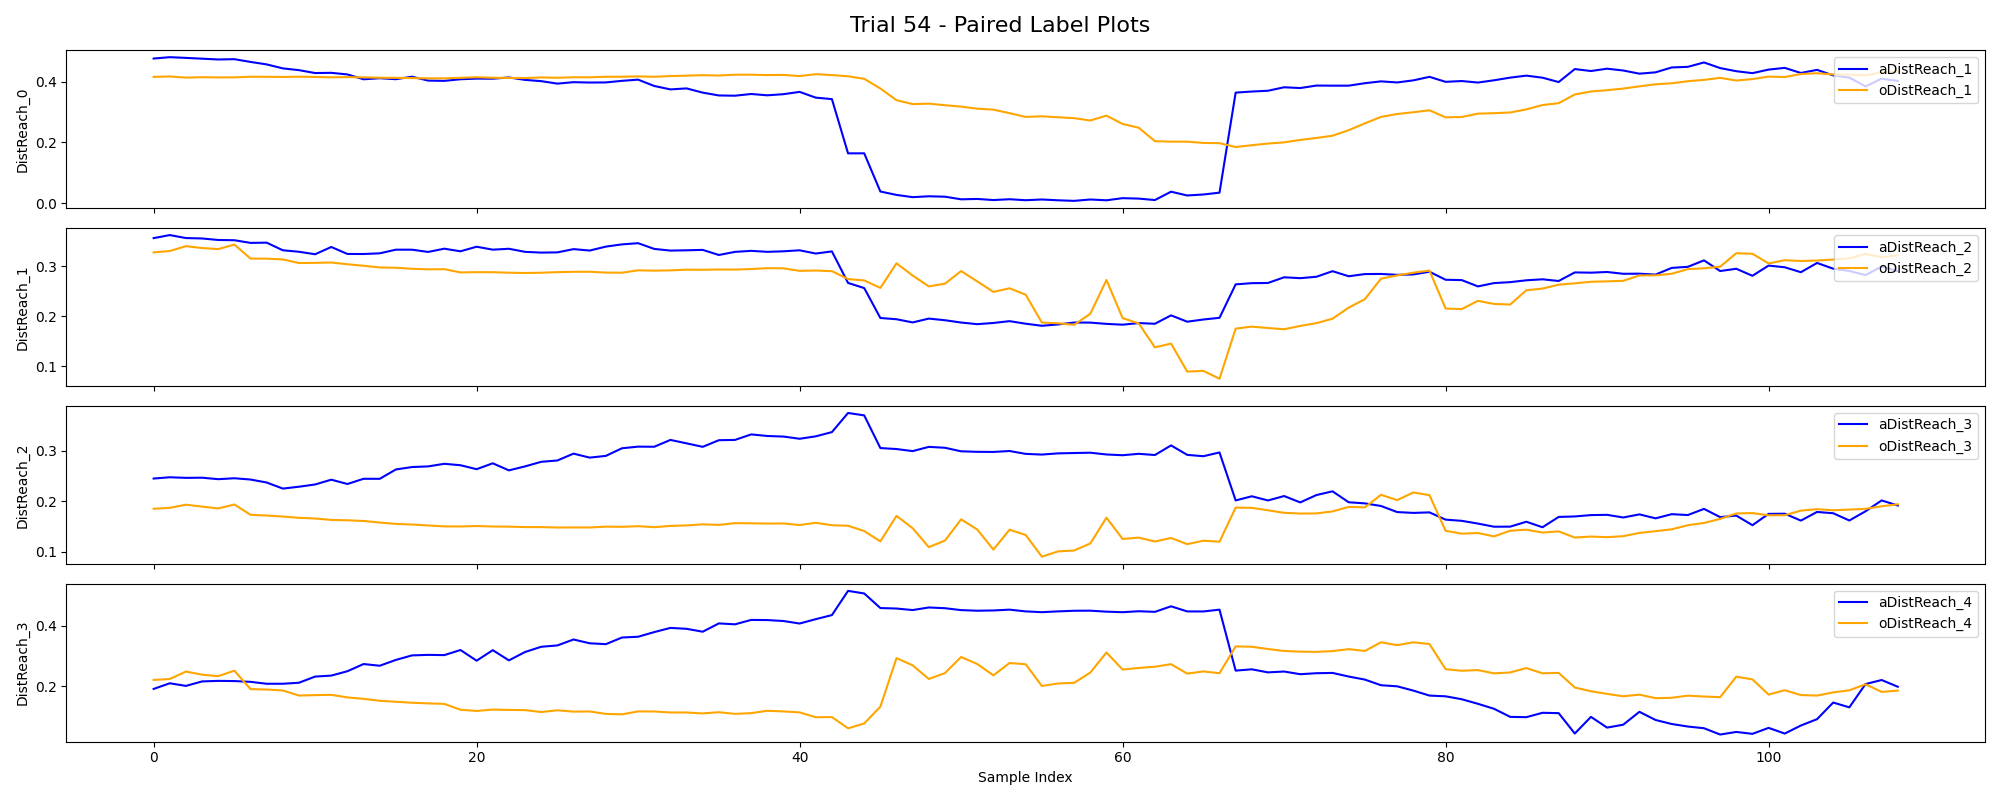 Trial 54 - Paired Label Plots
DistReach_0
0.4
0.2
0.0
aDistReach_1
oDistReach_1
DistReach_1
0.3
0.2
0.1
aDistReach_2
oDistReach_2
DistReach_2
0.3
0.2
0.1
aDistReach_3
oDistReach_3
DistReach_3
0.4
0.2
aDistReach_4
oDistReach_4
0 20 40 60 80 100
Sample Index